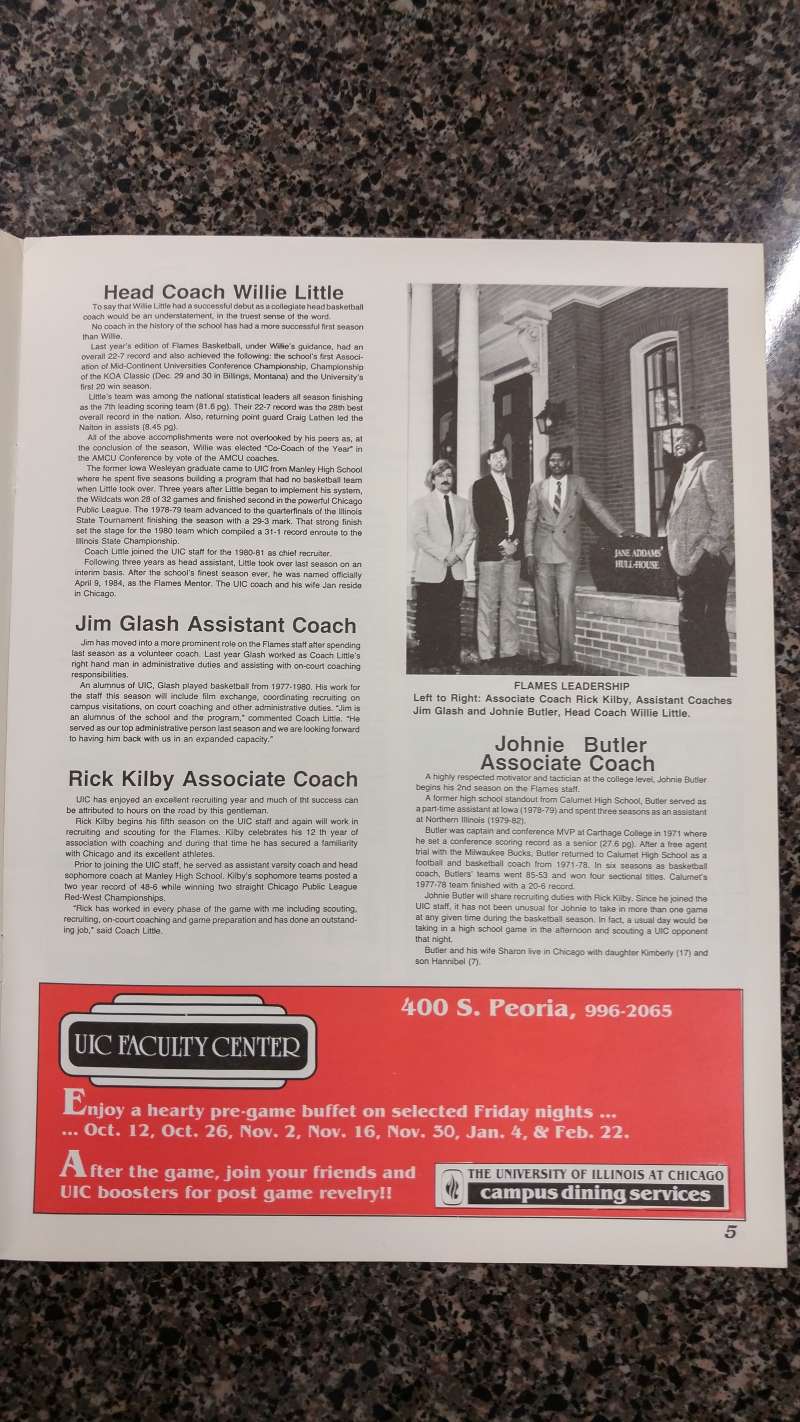 Head Coach Willie Little
To say that Willie Little had a successful debut as a collegiate head basketball
coach would be an understatement, in the truest sense of the word.
No coach in the history of the school has had a more successful first season
than Willie.
Last year's edition of Flames Basketball, under Willie's guidance, had an
overall 22-7 record and also achieved the following: the school's first Associ-
ation of Mid-Continent Universities Conference Championship, Championship
of the KOA Classic (Dec. 29 and 30 in Billings, Montana) and the University's
first 20 win season.
Little's team was among the national statistical leaders all season finishing
as the 7th leading scoring team (81.6 pg). Their 22-7 record was the 28th best
overall record in the nation. Also, returning point guard Craig Lathen led the
Naiton in assists (8.45 pg).
All of the above accomplishments were not overlooked by his peers as, at
the conclusion of the season, Willie was elected "Co-Coach of the Year" in
the AMCU Conference by vote of the AMCU coaches.
The former Iowa Wesleyan graduate came to UIC from Manley High School
where he spent five seasons building a program that had no basketball team
when Little took over. Three years after Little began to implement his system,
the Wildcats won 28 of 32 games and finished second in the powerful Chicago
Public League. The 1978-79 team advanced to the quarterfinals of the Illinois
State Tournament finishing the season with a 29-3 mark. That strong finish
set the stage for the 1980 team which compiled a 31-1 record enroute to the
Illinois State Championship.
Coach Little joined the UIC staff for the 1980-81 as chief recruiter.
Following three years as head assistant, Little took over last season on an
interim basis. After the school's finest season ever, he was named officially
April 9, 1984, as the Flames Mentor. The UIC coach and his wife Jan reside
in Chicago.
Jim Glash Assistant Coach
Jim has moved into a more prominent role on the Flames staff after spending
last season as a volunteer coach. Last year Glash worked as Coach Little's
right hand man in administrative duties and assisting with on-court coaching
responsibilities.
An alumnus of UIC, Glash played basketball from 1977-1980. His work for
the staff this season will include film exchange, coordinating recruiting on
campus visitations, on court coaching and other administrative duties. "Jim is
an alumnus of the school and the program," commented Coach Little. "He
served as our top administrative person last season and we are looking forward
to having him back with us in an expanded capacity."
Rick Kilby Associate Coach
UIC has enjoyed an excellent recruiting year and much of tht success can
be attributed to hours on the road by this gentleman.
Rick Kilby begins his fifth season on the UIC staff and again will work in
recruiting and scouting for the Flames. Kilby celebrates his 12 th year of
association with coaching and during that time he has secured a familiarity
with Chicago and its excellent athletes.
Prior to joining the UIC staff, he served as assistant varsity coach and head
sophomore coach at Manley High School. Kilby's sophomore teams posted a
two year record of 48-6 while winning two straight Chicago Public League
Red-West Championships.
"Rick has worked in every phase of the game with me including scouting,
recruiting, on-court coaching and game preparation and has done an outstand-
ing job," said Coach Little.
JANE ADDAMS'
HULL-HOUSE
FLAMES LEADERSHIP
Left to Right: Associate Coach Rick Kilby, Assistant Coaches
Jim Glash and Johnie Butler, Head Coach Willie Little.
Johnie Butler
Associate Coach
A highly respected motivator and tactician at the college level, Johnie Butler
begins his 2nd season on the Flames staff.
A former high school standout from Calumet High School, Butler served as
a part-time assistant at Iowa (1978-79) and spent three seasons as an assistant
at Northern Illinois (1979-82).
Butler was captain and conference MVP at Carthage College in 1971 where
he set a conference scoring record as a senior (27.6 pg). After a free agent
trial with the Milwaukee Bucks, Butler returned to Calumet High School as a
football and basketball coach from 1971-78. In six seasons as basketball
coach, Butlers' teams went 85-53 and won four sectional titles. Calumet's
1977-78 team finished with a 20-6 record.
Johnie Butler will share recruiting duties with Rick Kilby. Since he joined the
UIC staff, it has not been unusual for Johnie to take in more than one game
at any given time during the basketball season. In fact, a usual day would be
taking in a high school game in the afternoon and scouting a UIC opponent
that night.
Butler and his wife Sharon live in Chicago with daughter Kimberly (17) and
son Hannibel (7).
UIC FACULTY CENTER
400 S. Peoria, 996-2065
Enjoy a hearty pre-game buffet on selected Friday nights ...
... Oct. 12, Oct. 26, Nov. 2, Nov. 16, Nov. 30, Jan. 4, & Feb. 22.
After the game, join your friends and
UIC boosters for post game revelry!!
THE UNIVERSITY OF ILLINOIS AT CHICAGO
campus dining services
5